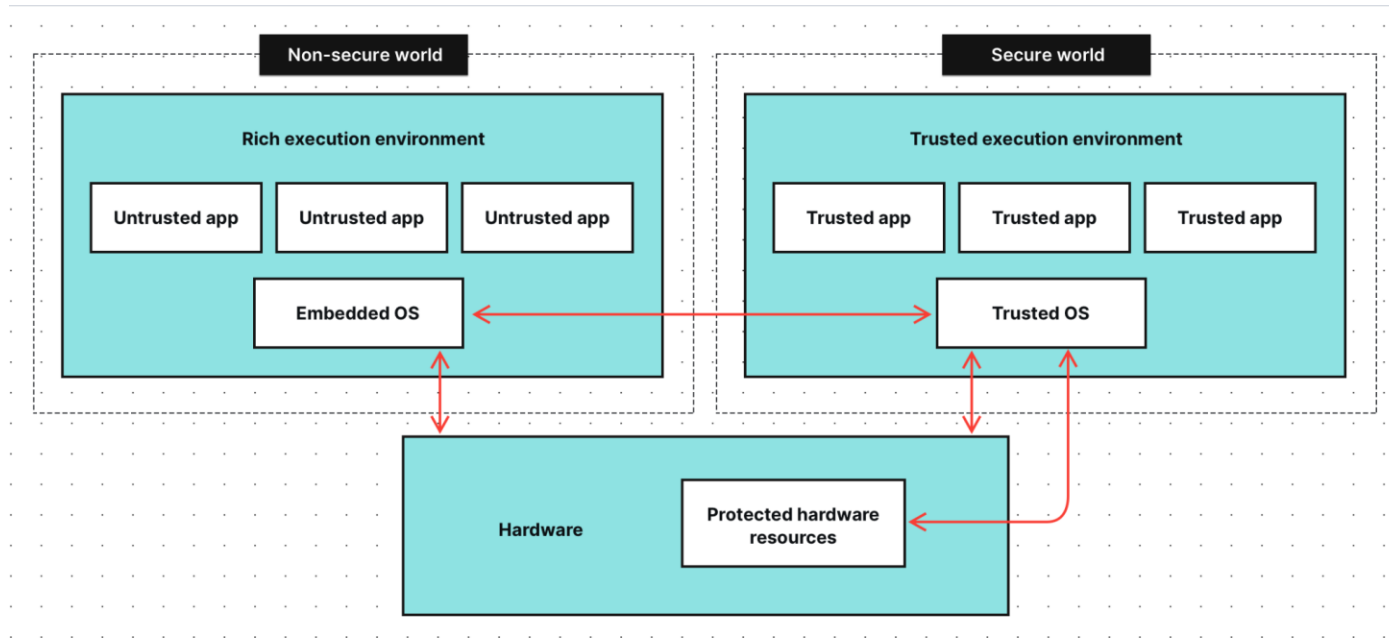 Non-secure world
Secure world
Rich execution environment
Trusted execution environment
Untrusted app
Untrusted app
Untrusted app
Trusted app
Trusted app
Trusted app
Embedded OS
Trusted OS
Hardware
Protected hardware
resources